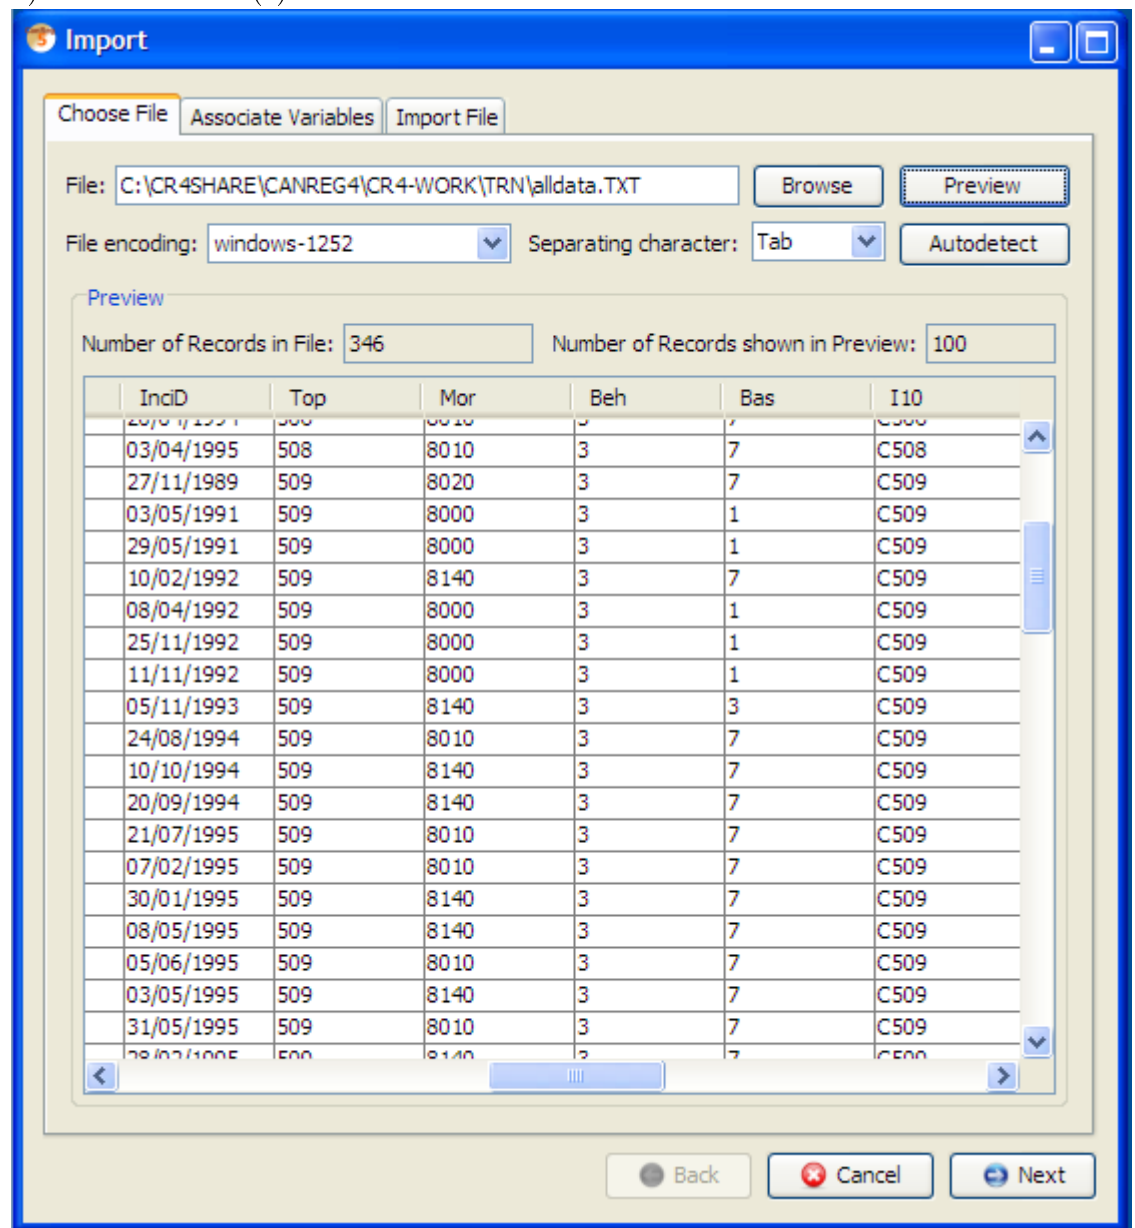 Import
Choose File Associate Variables Import File
File: C:\CR4SHARE\CANREG4\CR4-WORK\TRN\alldata.TXT Browse Preview
File encoding: windows-1252 Separating character: Tab Autodetect
Preview
Number of Records in File: 346 Number of Records shown in Preview: 100
InciD Top Mor Beh Bas I10
03/04/1995 508 8010 3 7 C508
27/11/1989 509 8020 3 7 C509
03/05/1991 509 8000 3 1 C509
29/05/1991 509 8000 3 1 C509
10/02/1992 509 8140 3 7 C509
08/04/1992 509 8000 3 1 C509
25/11/1992 509 8000 3 1 C509
11/11/1992 509 8000 3 1 C509
05/11/1993 509 8140 3 3 C509
24/08/1994 509 8010 3 7 C509
10/10/1994 509 8140 3 7 C509
20/09/1994 509 8140 3 7 C509
21/07/1995 509 8010 3 7 C509
07/02/1995 509 8010 3 7 C509
30/01/1995 509 8140 3 7 C509
08/05/1995 509 8140 3 7 C509
05/06/1995 509 8010 3 7 C509
03/05/1995 509 8140 3 7 C509
31/05/1995 509 8010 3 7 C509
Back Cancel Next